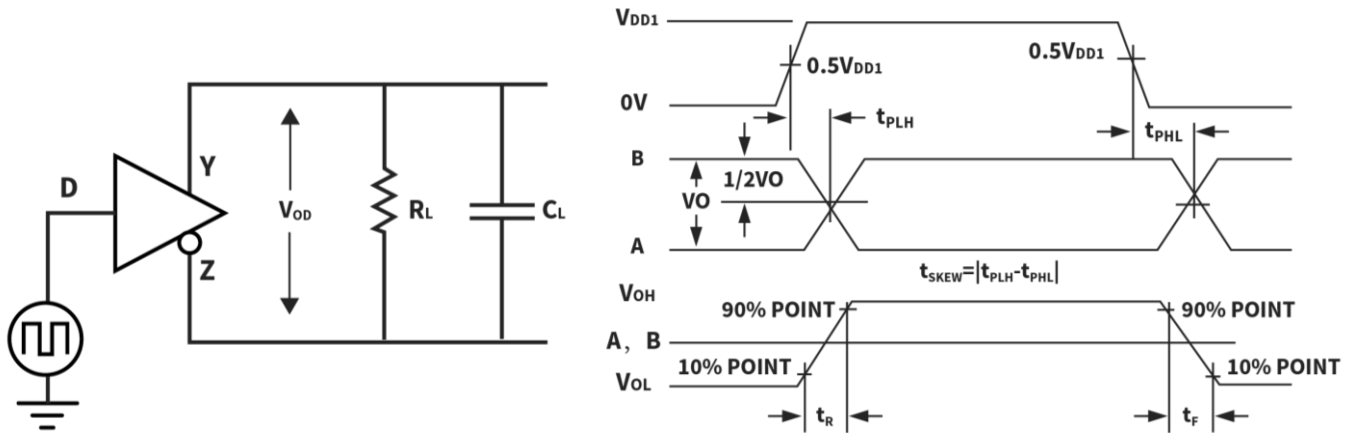 D
Y
Z
VOD
RL
CL
VDD1
0.5VDD1
0.5VDD1
0V
tPLH
tPHL
B
1/2VO
VO
A
tSKEW=|tPLH-tPHL|
VOH
90% POINT
90% POINT
A, B
10% POINT
10% POINT
VOL
tR
tF